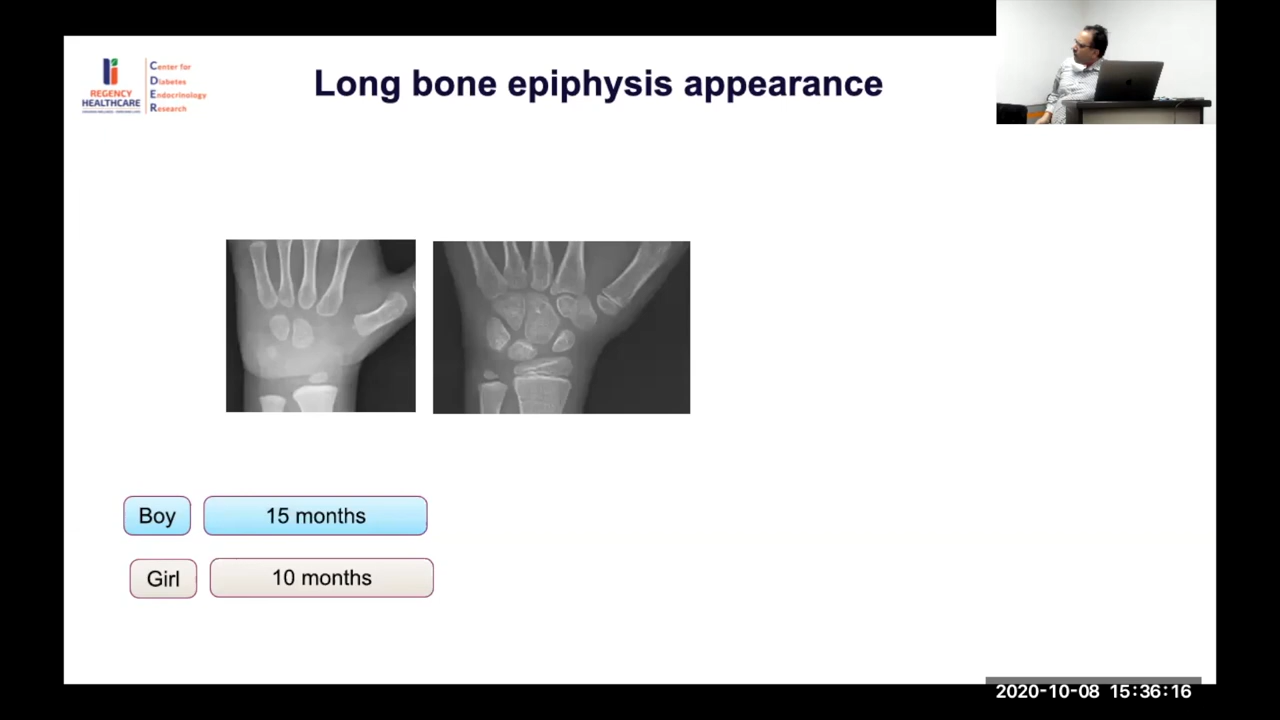 REGENCY
HEALTHCARE
Center for
Diabetes
Endocrinology
Research
Long bone epiphysis appearance
Boy
15 months
Girl
10 months
2020-10-08 15:36:16